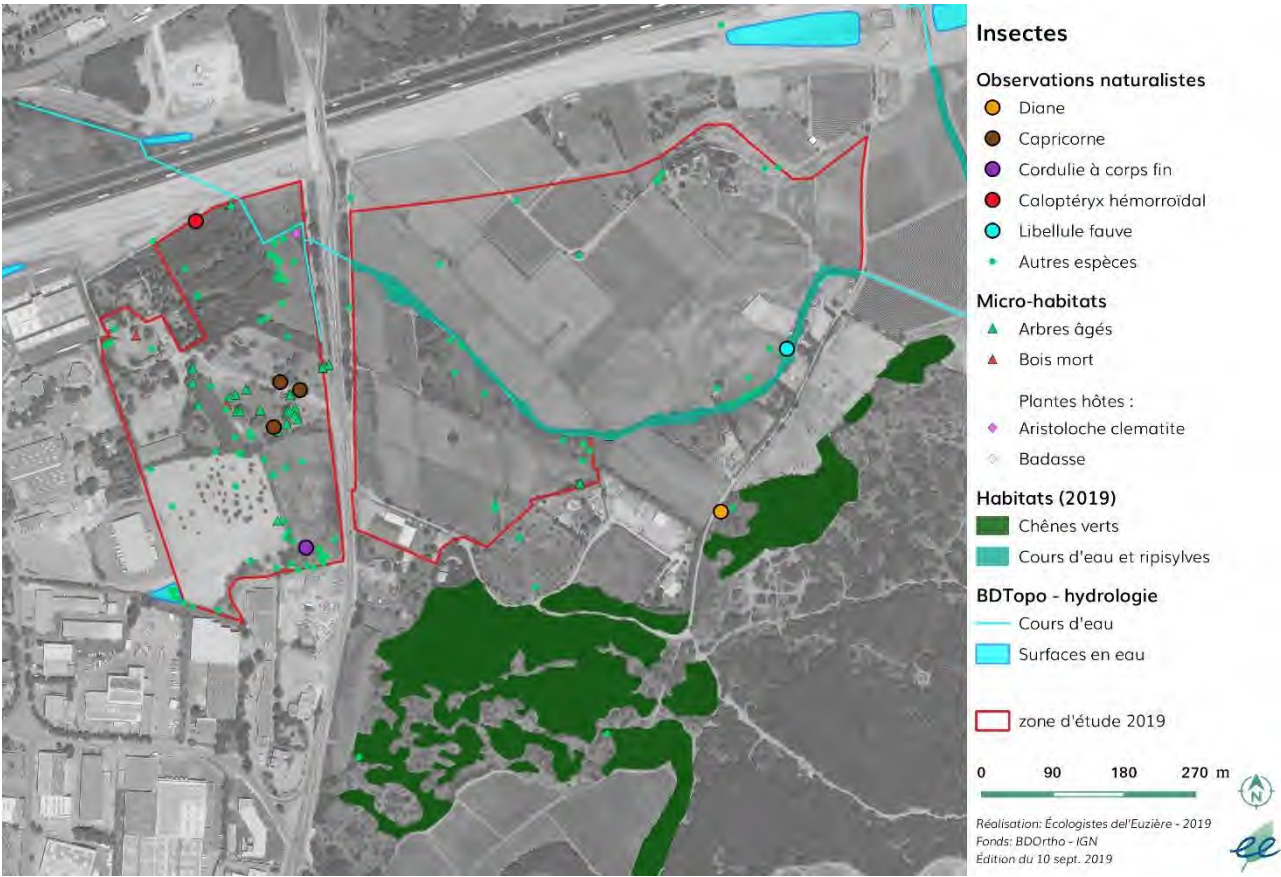 Insectes
Observations naturalistes
Diane
Capricorne
Cordulie à corps fin
Caloptéryx hémorroïdal
Libellule fauve
Autres espèces
Micro-habitats
Arbres âgés
Bois mort
Plantes hôtes :
Aristoloche clematite
Badasse
Habitats (2019)
Chênes verts
Cours d'eau et ripisylves
BDTopo - hydrologie
Cours d'eau
Surfaces en eau
zone d'étude 2019
0 90 180 270 m
N
Réalisation: Écologistes del'Euzière - 2019
Fonds: BDOrtho - IGN
Édition du 10 sept. 2019
ee